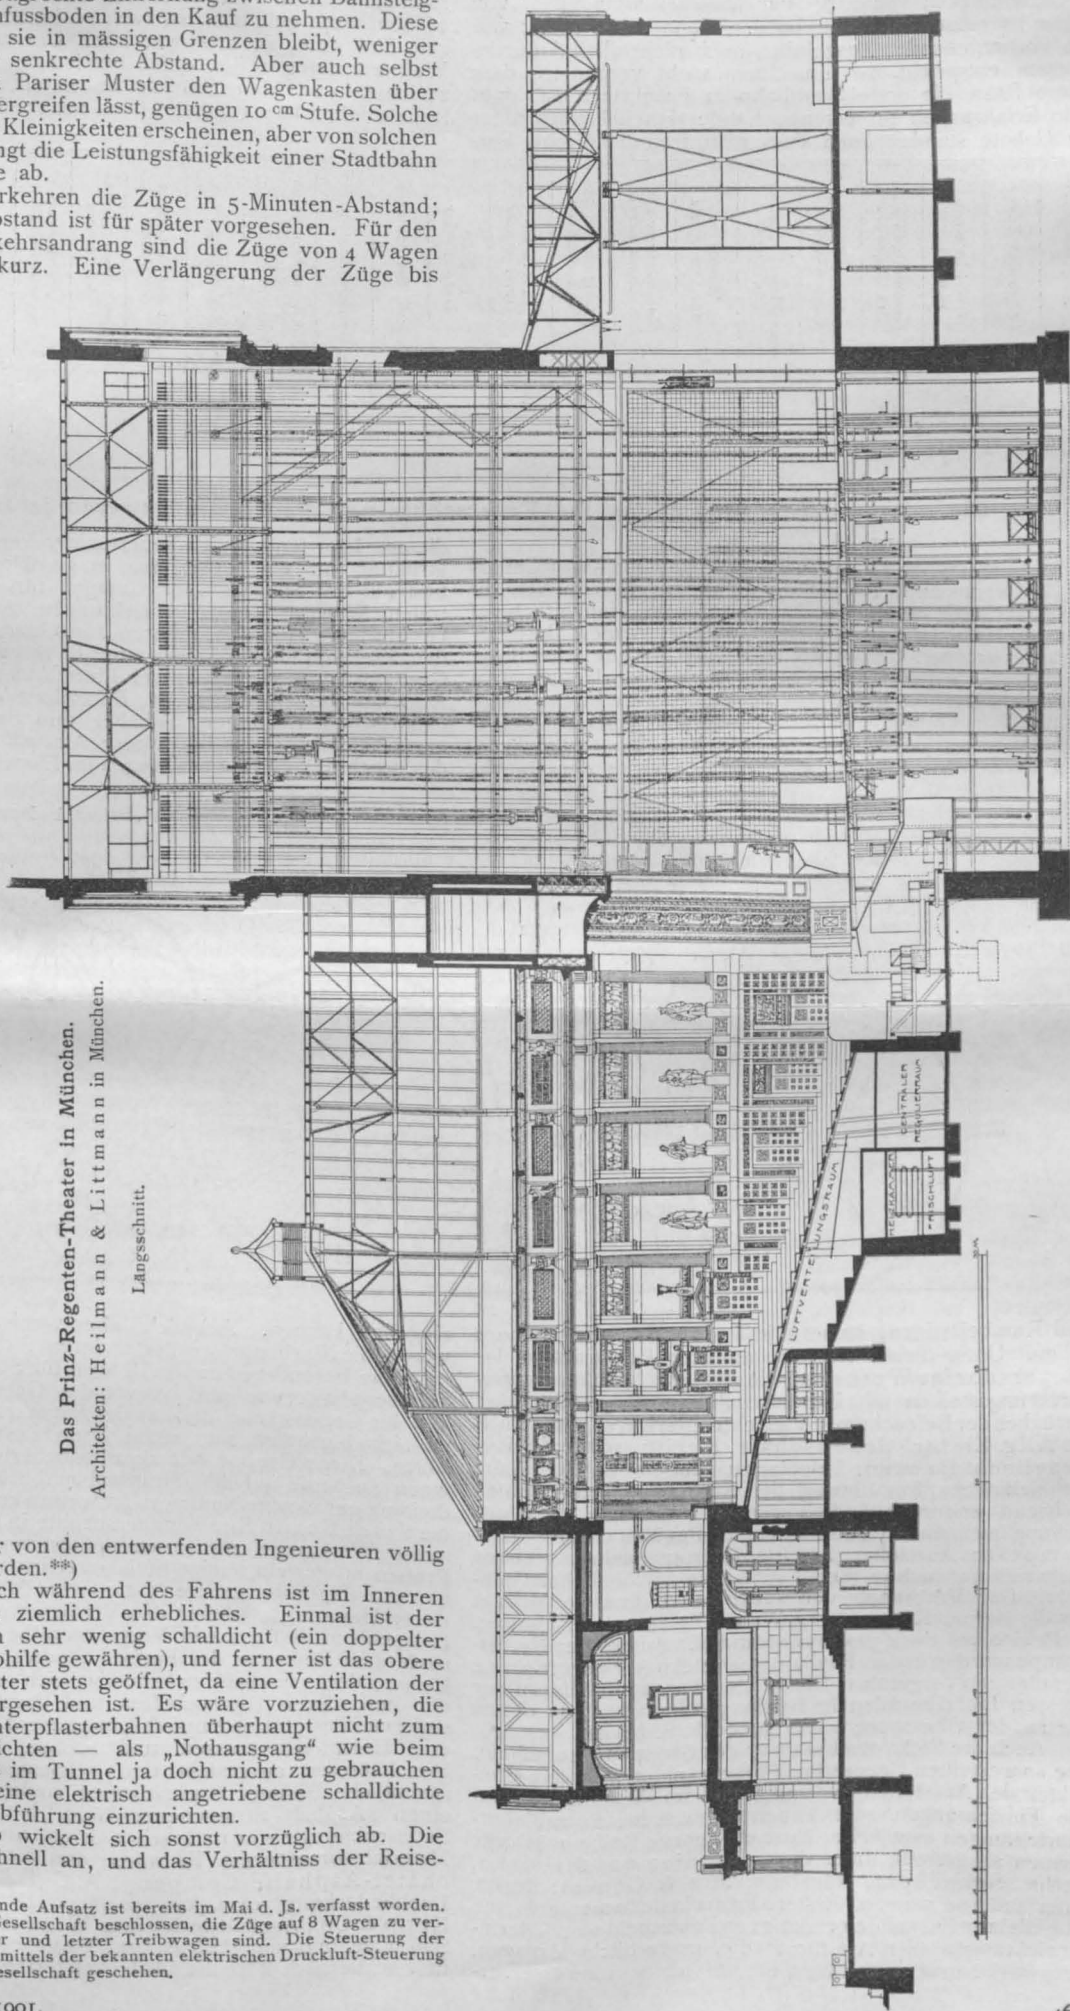 fussboden in den Kauf zu nehmen. Diese
sie in mässigen Grenzen bleibt, weniger
senkrechte Abstand. Aber auch selbst
Pariser Muster den Wagenkasten über
ergreifen lässt, genügen 10 cm Stufe. Solche
Kleinigkeiten erscheinen, aber von solchen
ngt die Leistungsfähigkeit einer Stadtbahn
e ab.
rkehren die Züge in 5-Minuten-Abstand;
bstand ist für später vorgesehen. Für den
kehrsandrang sind die Züge von 4 Wagen
kurz. Eine Verlängerung der Züge bis
Das Prinz-Regenten-Theater in München.
Architekten: Heilmann & Littmann in München.
Längsschnitt.
CENTRALER
REGULIERRAUM
HEIZKAMMER
FRISCHLUFT
LUFTVERTEILUNGSRAUM
r von den entwerfenden Ingenieuren völlig
rden.**)
ch während des Fahrens ist im Inneren
ziemlich erhebliches. Einmal ist der
n sehr wenig schalldicht (ein doppelter
bhilfe gewähren), und ferner ist das obere
ter stets geöffnet, da eine Ventilation der
rgesehen ist. Es wäre vorzuziehen, die
nterpflasterbahnen überhaupt nicht zum
chten — als „Nothausgang“ wie beim
im Tunnel ja doch nicht zu gebrauchen
eine elektrisch angetriebene schalldichte
bführung einzurichten.
wickelt sich sonst vorzüglich ab. Die
hnell an, und das Verhältniss der Reise-
nde Aufsatz ist bereits im Mai d. Js. verfasst worden.
esellschaft beschlossen, die Züge auf 8 Wagen zu ver-
r und letzter Treibwagen sind. Die Steuerung der
mittels der bekannten elektrischen Druckluft-Steuerung
esellschaft geschehen.